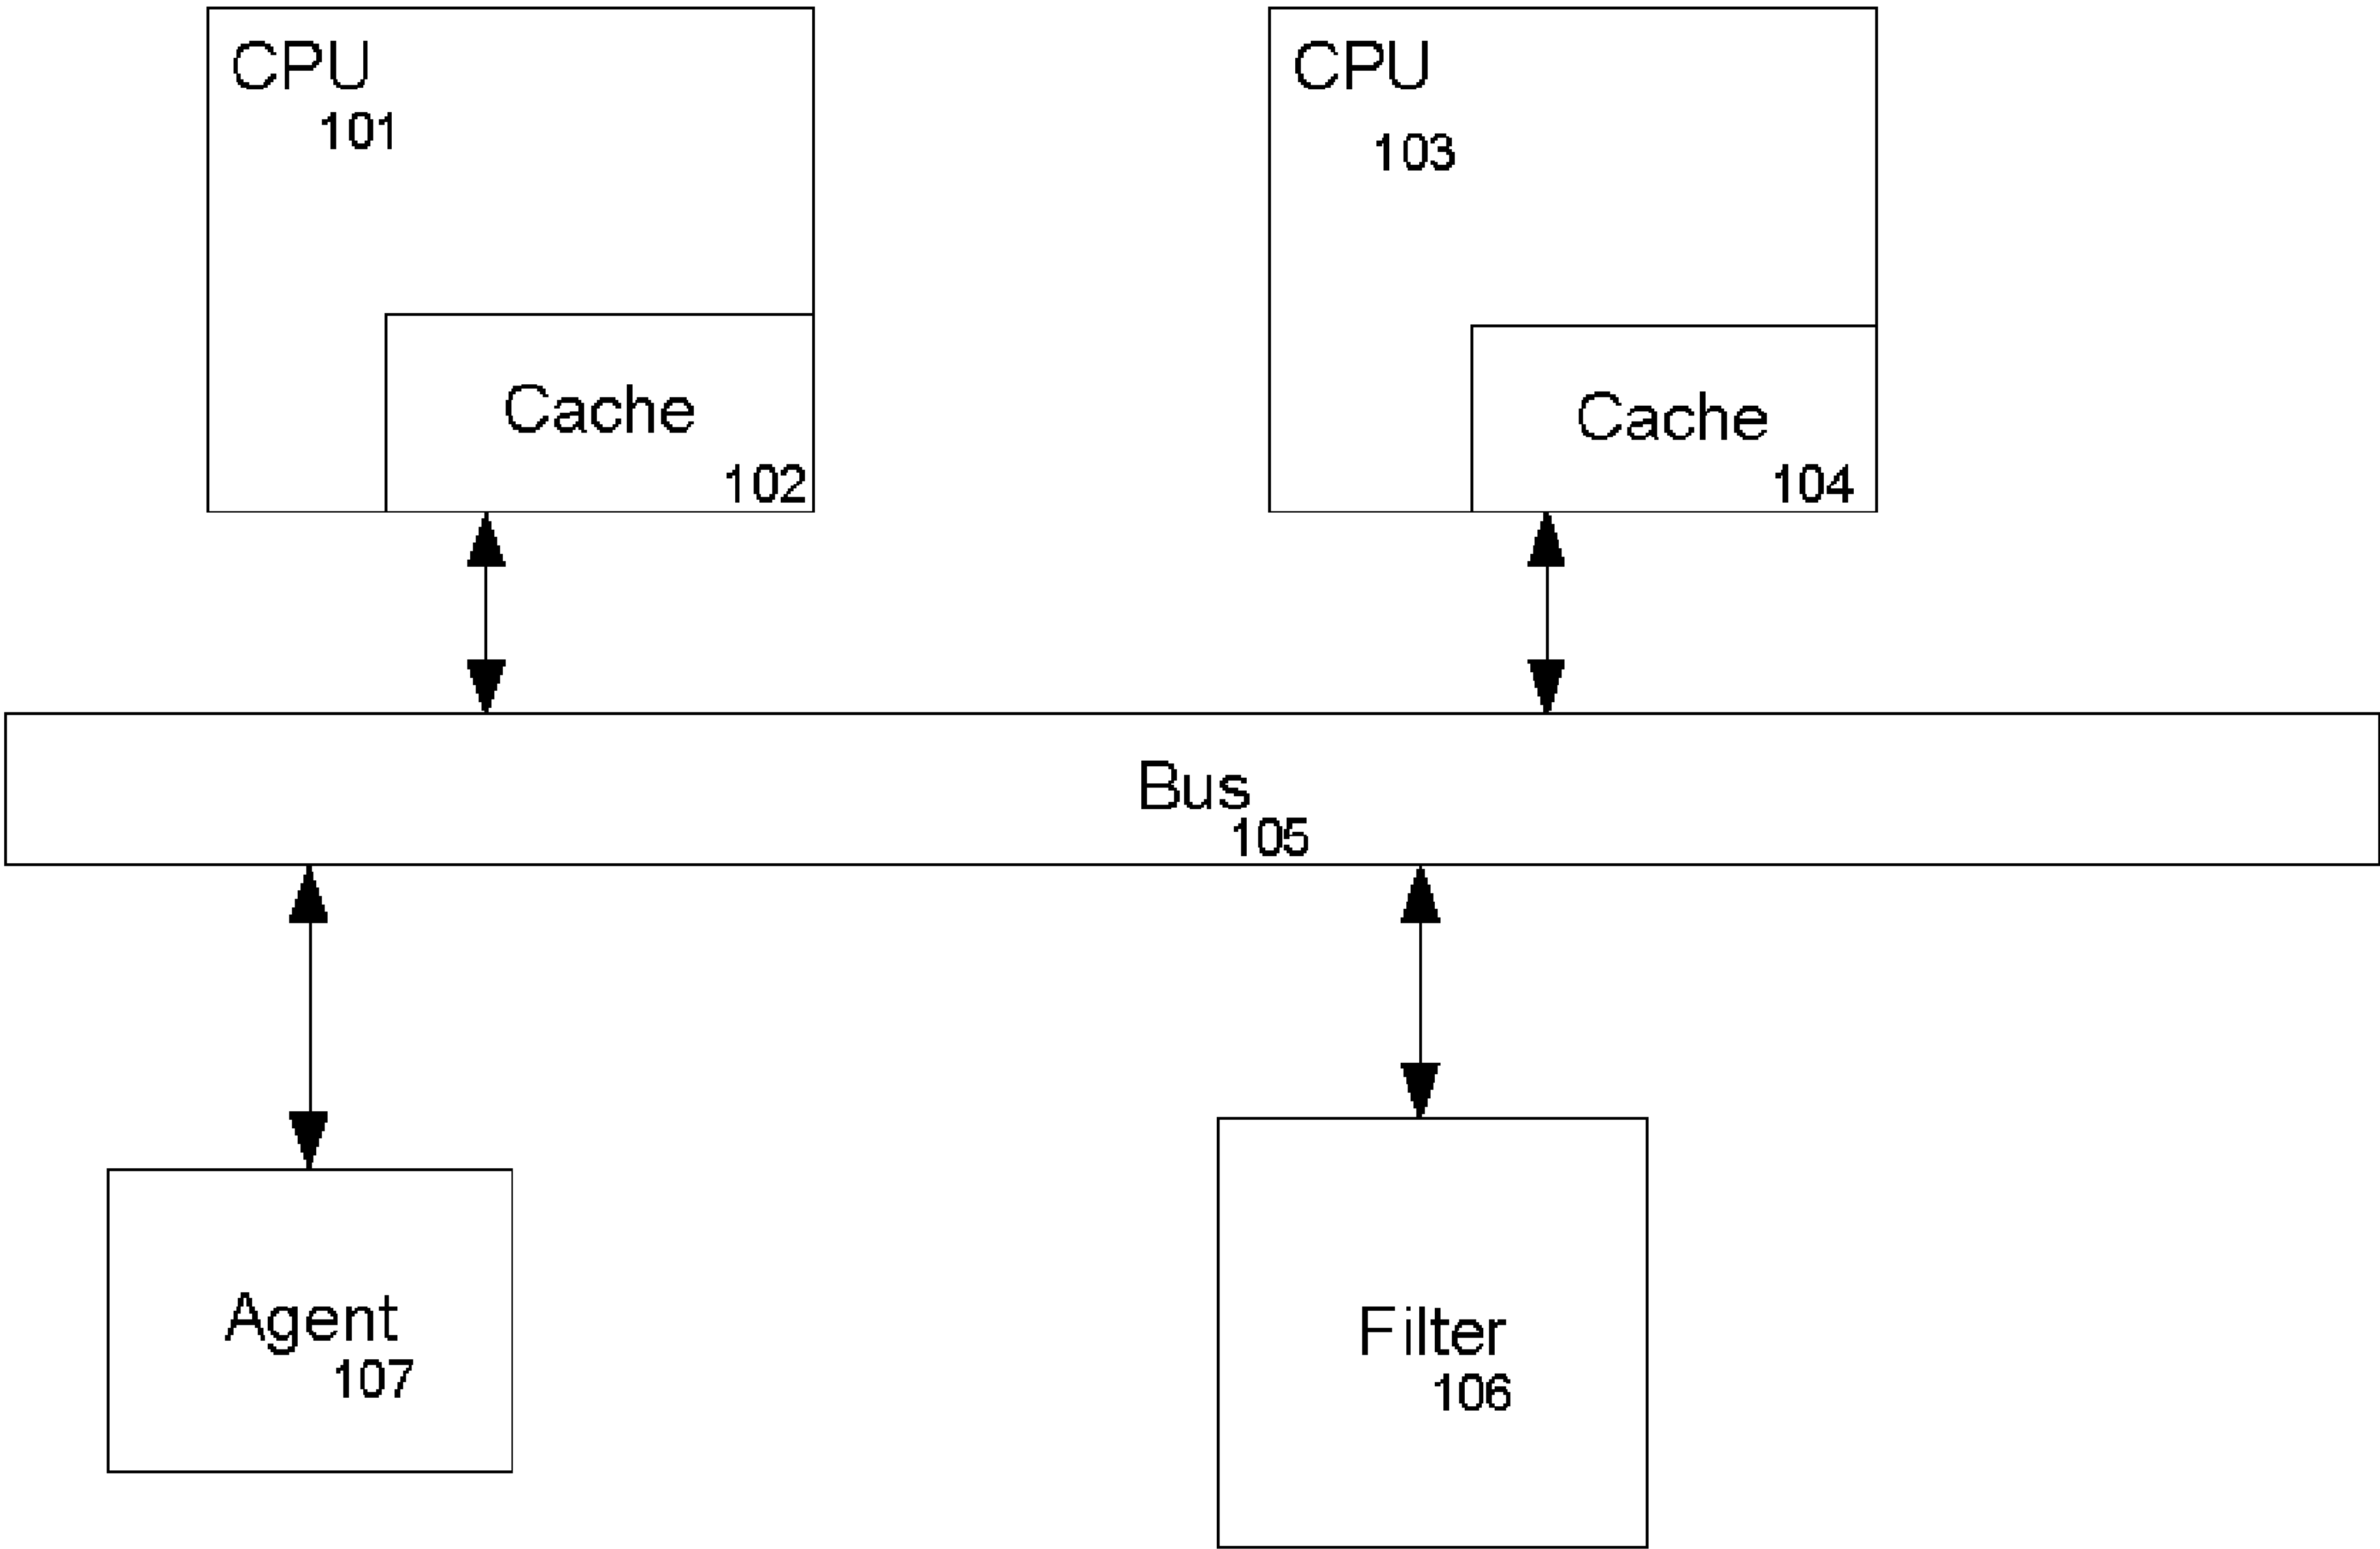 CPU
101
Cache
102
CPU
103
Cache
104
Bus
105
Agent
107
Filter
106